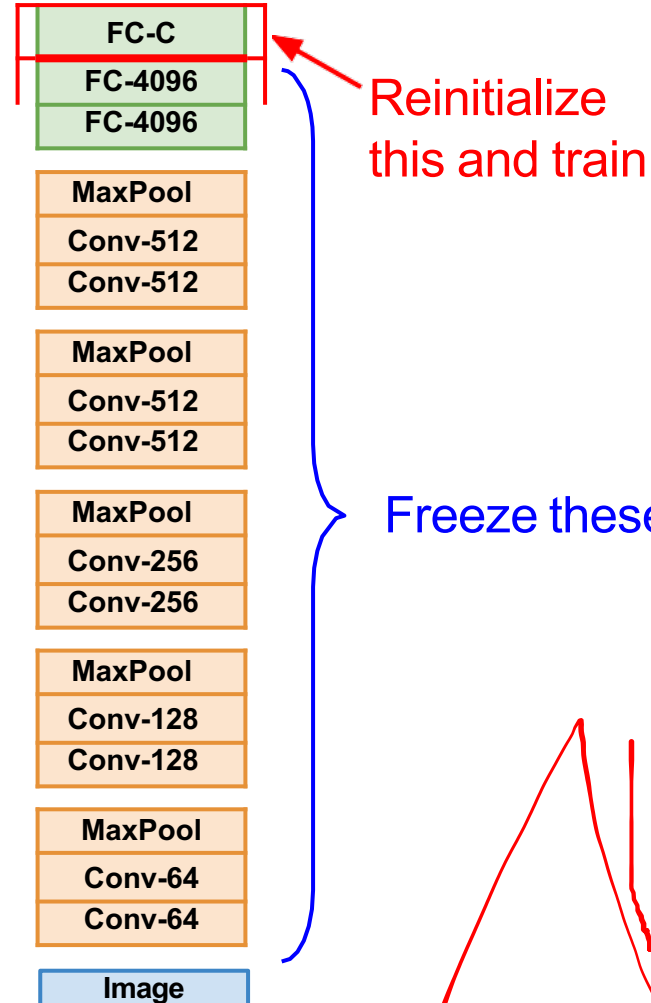 FC-C
FC-4096
FC-4096
Reinitialize
this and train
MaxPool
Conv-512
Conv-512
MaxPool
Conv-512
Conv-512
MaxPool
Conv-256
Conv-256
Freeze these
MaxPool
Conv-128
Conv-128
MaxPool
Conv-64
Conv-64
Image